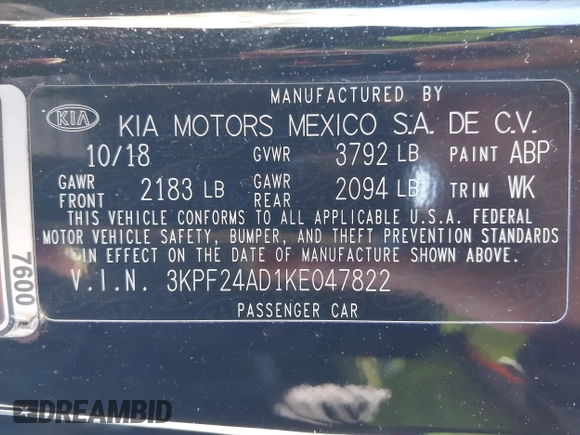 MANUFACTURED BY
KIA KIA MOTORS MEXICO S.A. DE C.V.
10/18 GVWR 3792 LB PAINT ABP
GAWR FRONT 2183 LB GAWR REAR 2094 LB TRIM WK
THIS VEHICLE CONFORMS TO ALL APPLICABLE U.S.A. FEDERAL
MOTOR VEHICLE SAFETY, BUMPER, AND THEFT PREVENTION STANDARDS
IN EFFECT ON THE DATE OF MANUFACTURE SHOWN ABOVE.
V.I.N. 3KPF24AD1KE047822
PASSENGER CAR
7600
DREAMBID